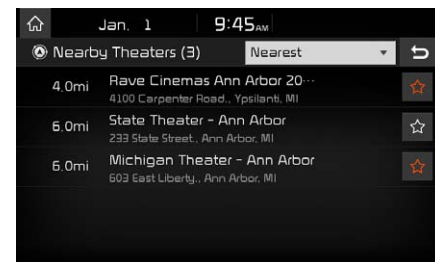 Jan. 1 9:45AM
Nearby Theaters (3) Nearest
4.0mi Rave Cinemas Ann Arbor 20···
4100 Carpenter Road., Ypsilanti, MI
6.0mi State Theater - Ann Arbor
233 State Street., Ann Arbor, MI
6.0mi Michigan Theater - Ann Arbor
603 East Liberty., Ann Arbor, MI